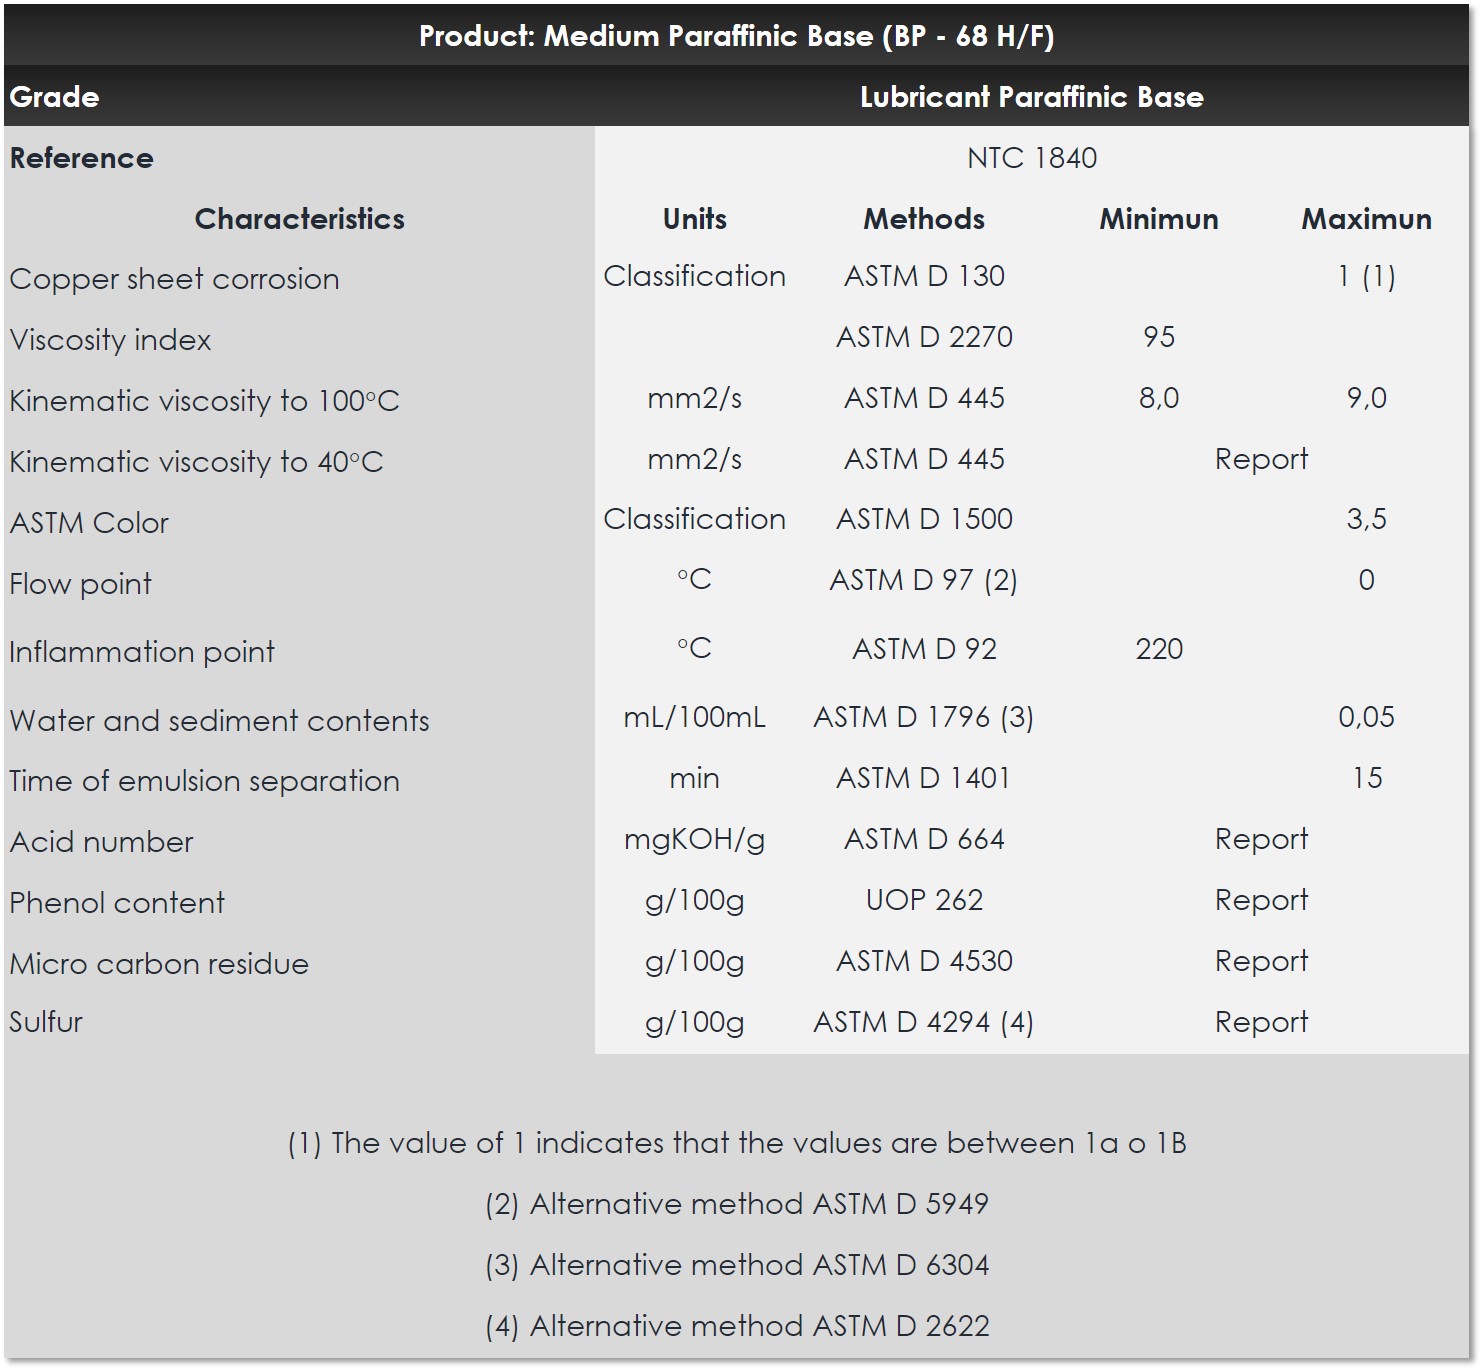 Product: Medium Paraffinic Base (BP - 68 H/F)
Grade Lubricant Paraffinic Base
Reference NTC 1840
Characteristics Units Methods Minimun Maximun
Copper sheet corrosion Classification ASTM D 130 1 (1)
Viscosity index ASTM D 2270 95
Kinematic viscosity to 100°C mm2/s ASTM D 445 8,0 9,0
Kinematic viscosity to 40°C mm2/s ASTM D 445 Report
ASTM Color Classification ASTM D 1500 3,5
Flow point °C ASTM D 97 (2) 0
Inflammation point °C ASTM D 92 220
Water and sediment contents mL/100mL ASTM D 1796 (3) 0,05
Time of emulsion separation min ASTM D 1401 15
Acid number mgKOH/g ASTM D 664 Report
Phenol content g/100g UOP 262 Report
Micro carbon residue g/100g ASTM D 4530 Report
Sulfur g/100g ASTM D 4294 (4) Report
(1) The value of 1 indicates that the values are between 1a o 1B
(2) Alternative method ASTM D 5949
(3) Alternative method ASTM D 6304
(4) Alternative method ASTM D 2622